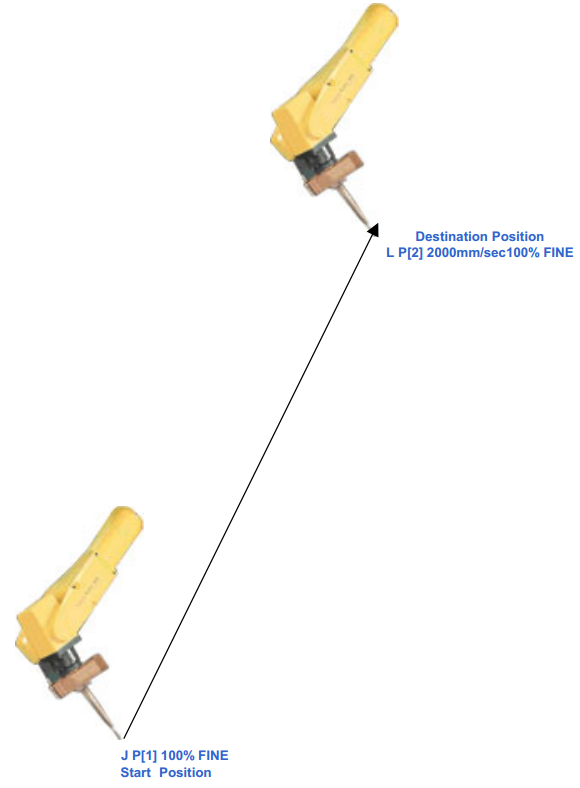 Destination Position
L P[2] 2000mm/sec100% FINE
J P[1] 100% FINE
Start Position